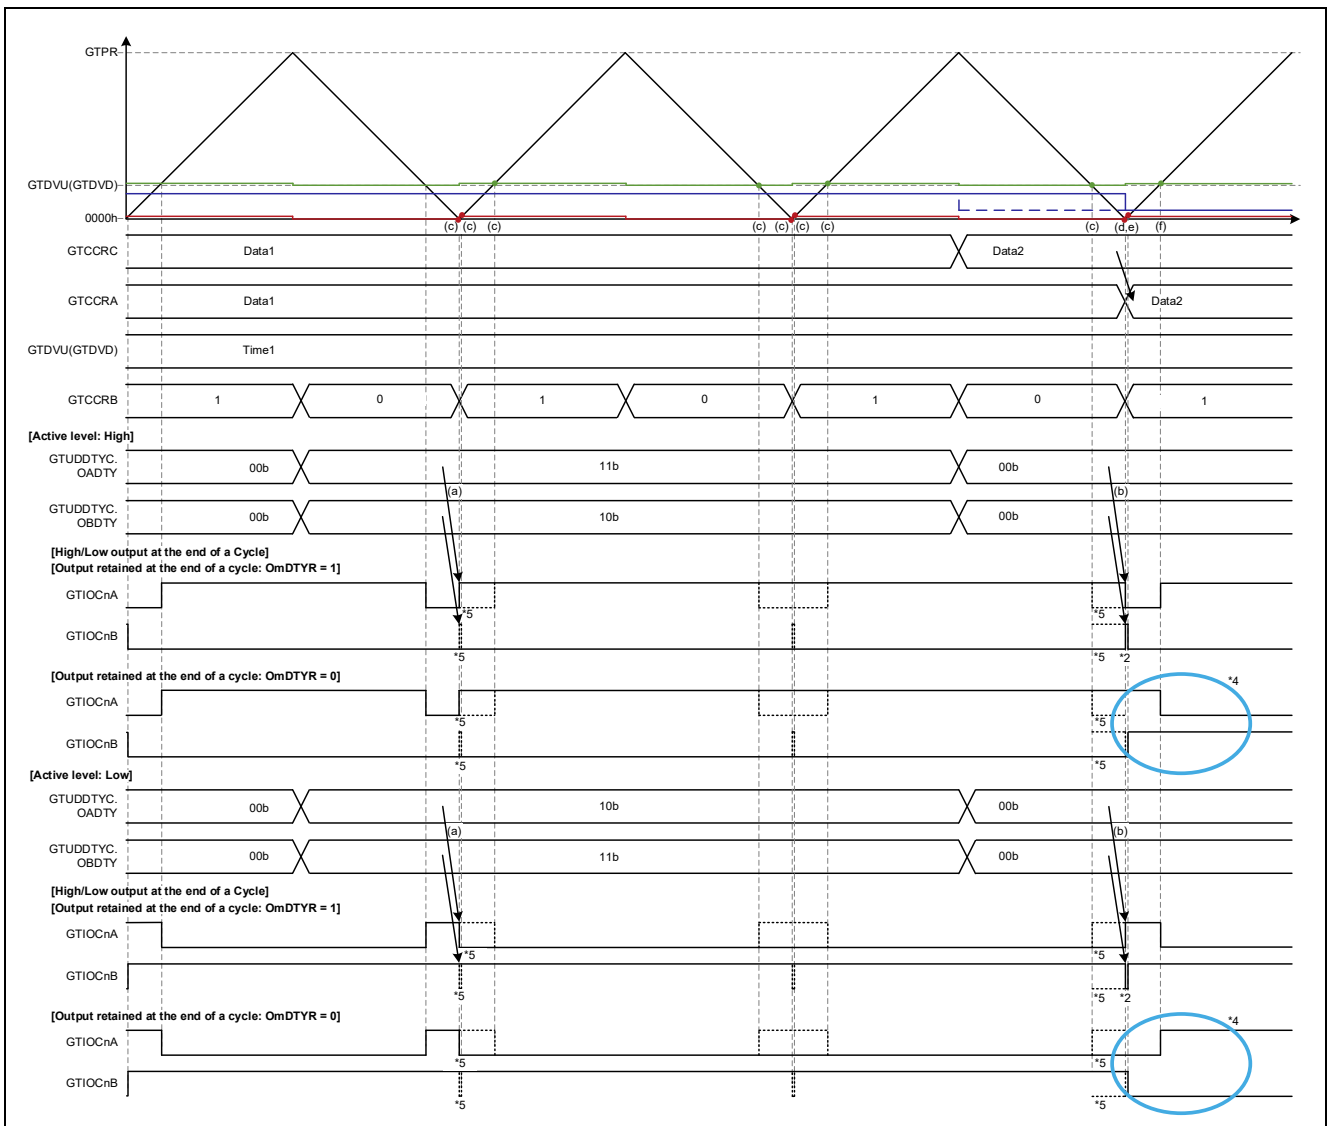 GTPR
GTDVU(GTDVD)
0000h
(c) (c) (c) (c) (c) (c) (c) (c) (d,e) (f)
GTCCRC Data1 Data2
GTCCRA Data1 Data2
GTDVU(GTDVD) Time1
GTCCRB 1 0 1 0 1 0 1
[Active level: High]
GTUDDTYC.
OADTY 00b 11b 00b
(a) (b)
GTUDDTYC.
OBDTY 00b 10b 00b
[High/Low output at the end of a Cycle]
[Output retained at the end of a cycle: OmDTYR = 1]
GTIOCnA
*5 *5
GTIOCnB
*5 *5 *2
[Output retained at the end of a cycle: OmDTYR = 0]
*4
GTIOCnA
*5 *5
GTIOCnB
*5 *5
[Active level: Low]
GTUDDTYC.
OADTY 00b 10b 00b
(a) (b)
GTUDDTYC.
OBDTY 00b 11b 00b
[High/Low output at the end of a Cycle]
[Output retained at the end of a cycle: OmDTYR = 1]
GTIOCnA
*5 *5
GTIOCnB
*5 *5 *2
[Output retained at the end of a cycle: OmDTYR = 0]
*4
GTIOCnA
*5 *5
GTIOCnB
*5 *5